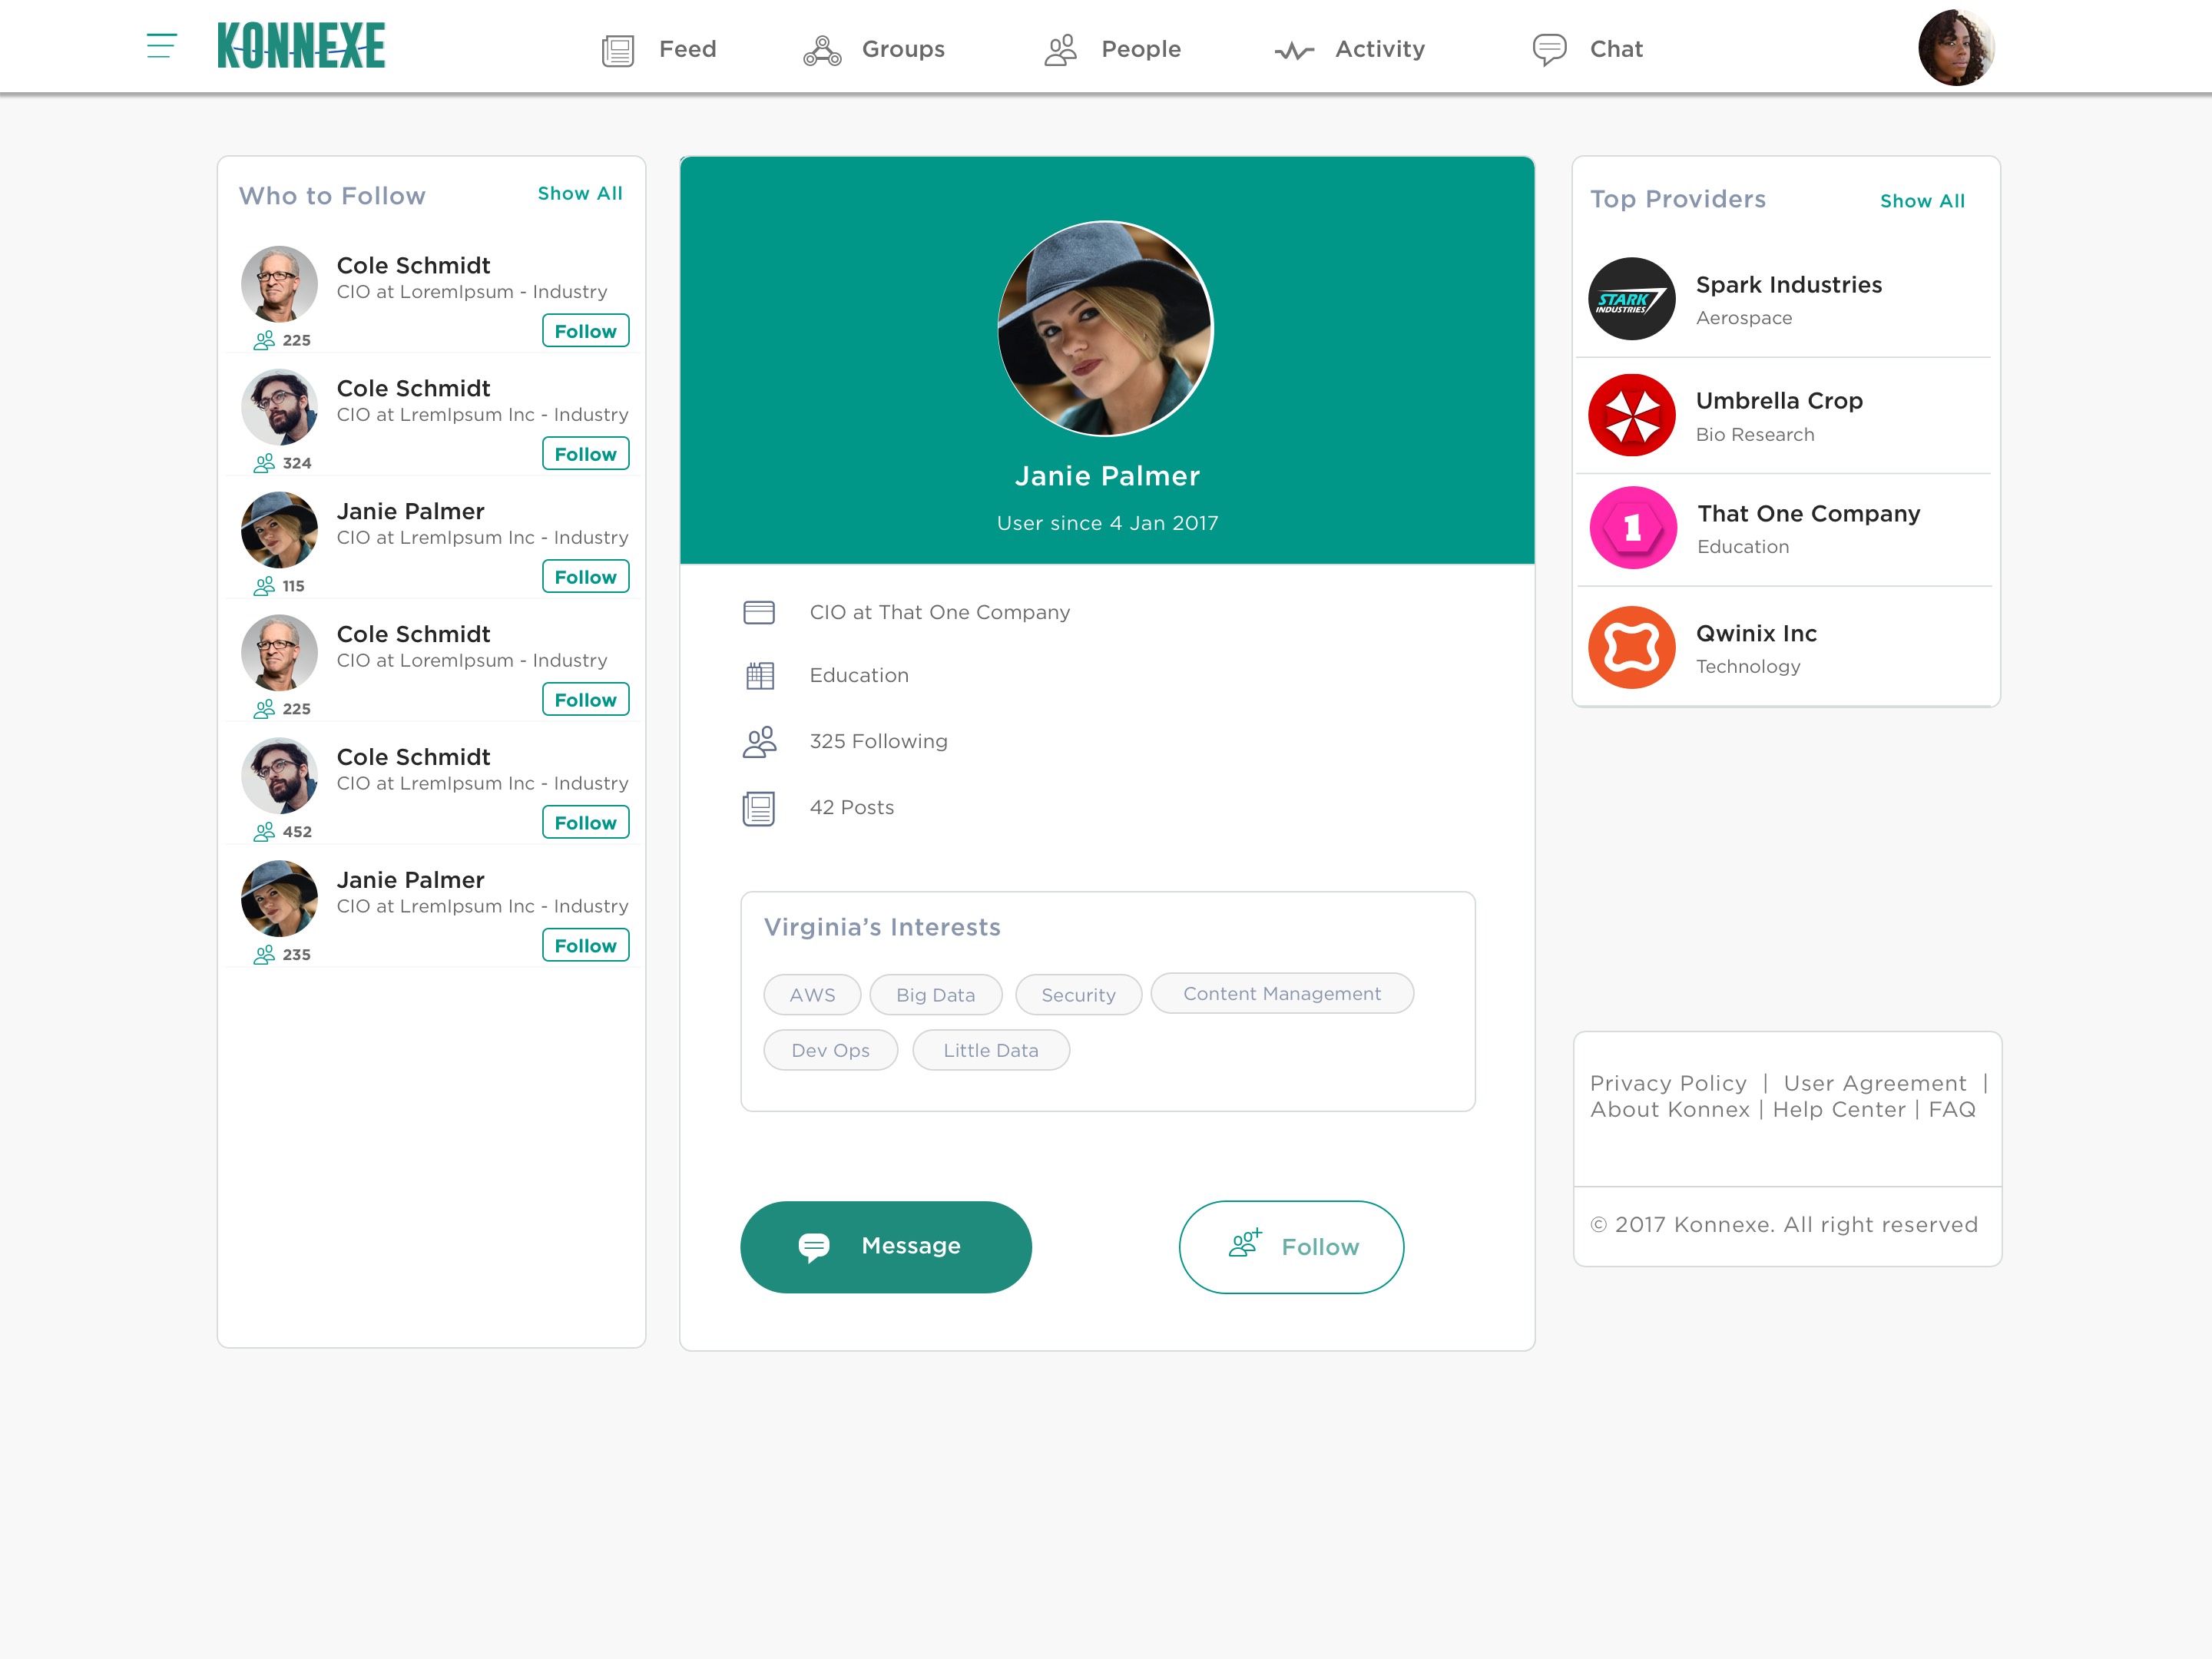 KONNEXE
Feed
Groups
People
Activity
Chat
Who to Follow
Show All
Cole Schmidt
CIO at LoremIpsum - Industry
225
Follow
Cole Schmidt
CIO at LremIpsum Inc - Industry
324
Follow
Janie Palmer
CIO at LremIpsum Inc - Industry
115
Follow
Cole Schmidt
CIO at LoremIpsum - Industry
225
Follow
Cole Schmidt
CIO at LremIpsum Inc - Industry
452
Follow
Janie Palmer
CIO at LremIpsum Inc - Industry
235
Follow
Janie Palmer
User since 4 Jan 2017
CIO at That One Company
Education
325 Following
42 Posts
Virginia’s Interests
AWS
Big Data
Security
Content Management
Dev Ops
Little Data
Message
Follow
Top Providers
Show All
STARK
INDUSTRIES
Spark Industries
Aerospace
Umbrella Crop
Bio Research
1
That One Company
Education
Qwinix Inc
Technology
Privacy Policy | User Agreement |
About Konnex | Help Center | FAQ
© 2017 Konnexe. All right reserved